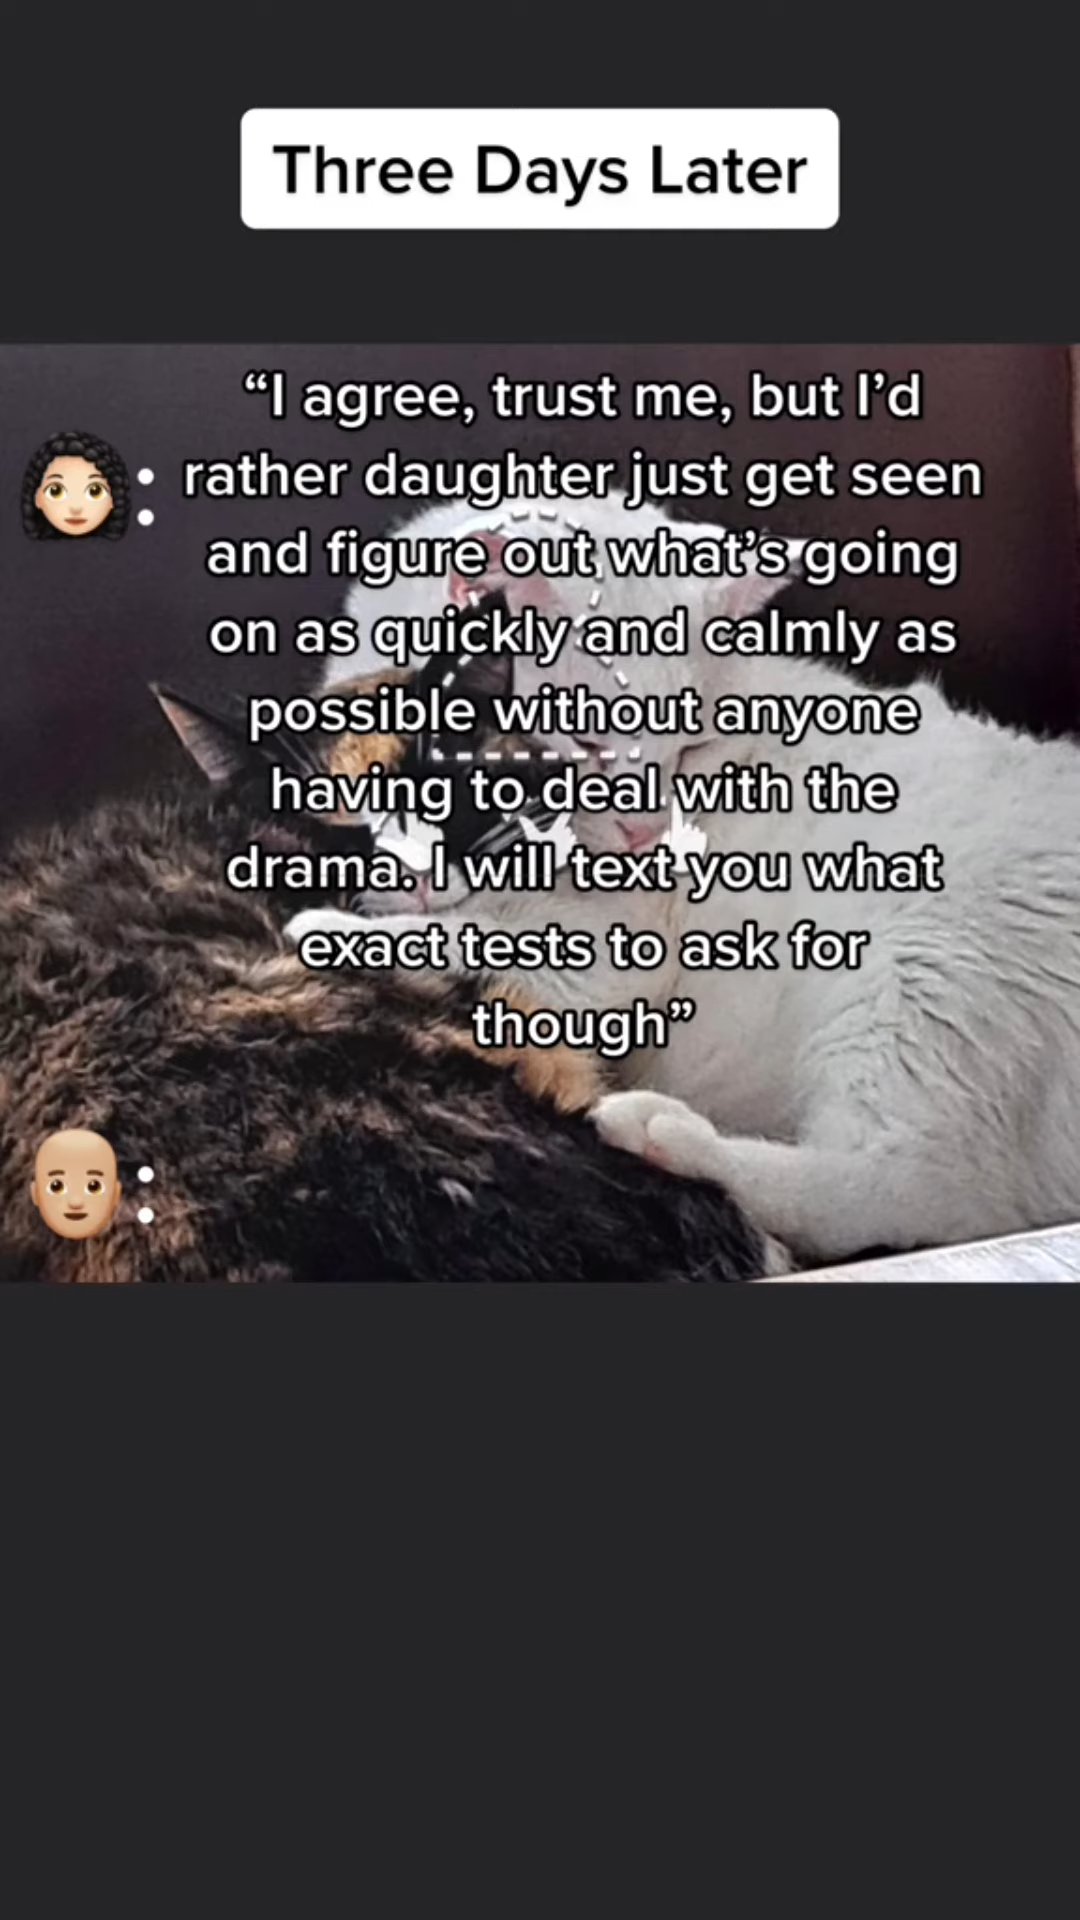 Three Days Later
“I agree, trust me, but I’d
: rather daughter just get seen
and figure out what’s going
on as quickly and calmly as
possible without anyone
having to deal with the
drama. I will text you what
exact tests to ask for
though”
: